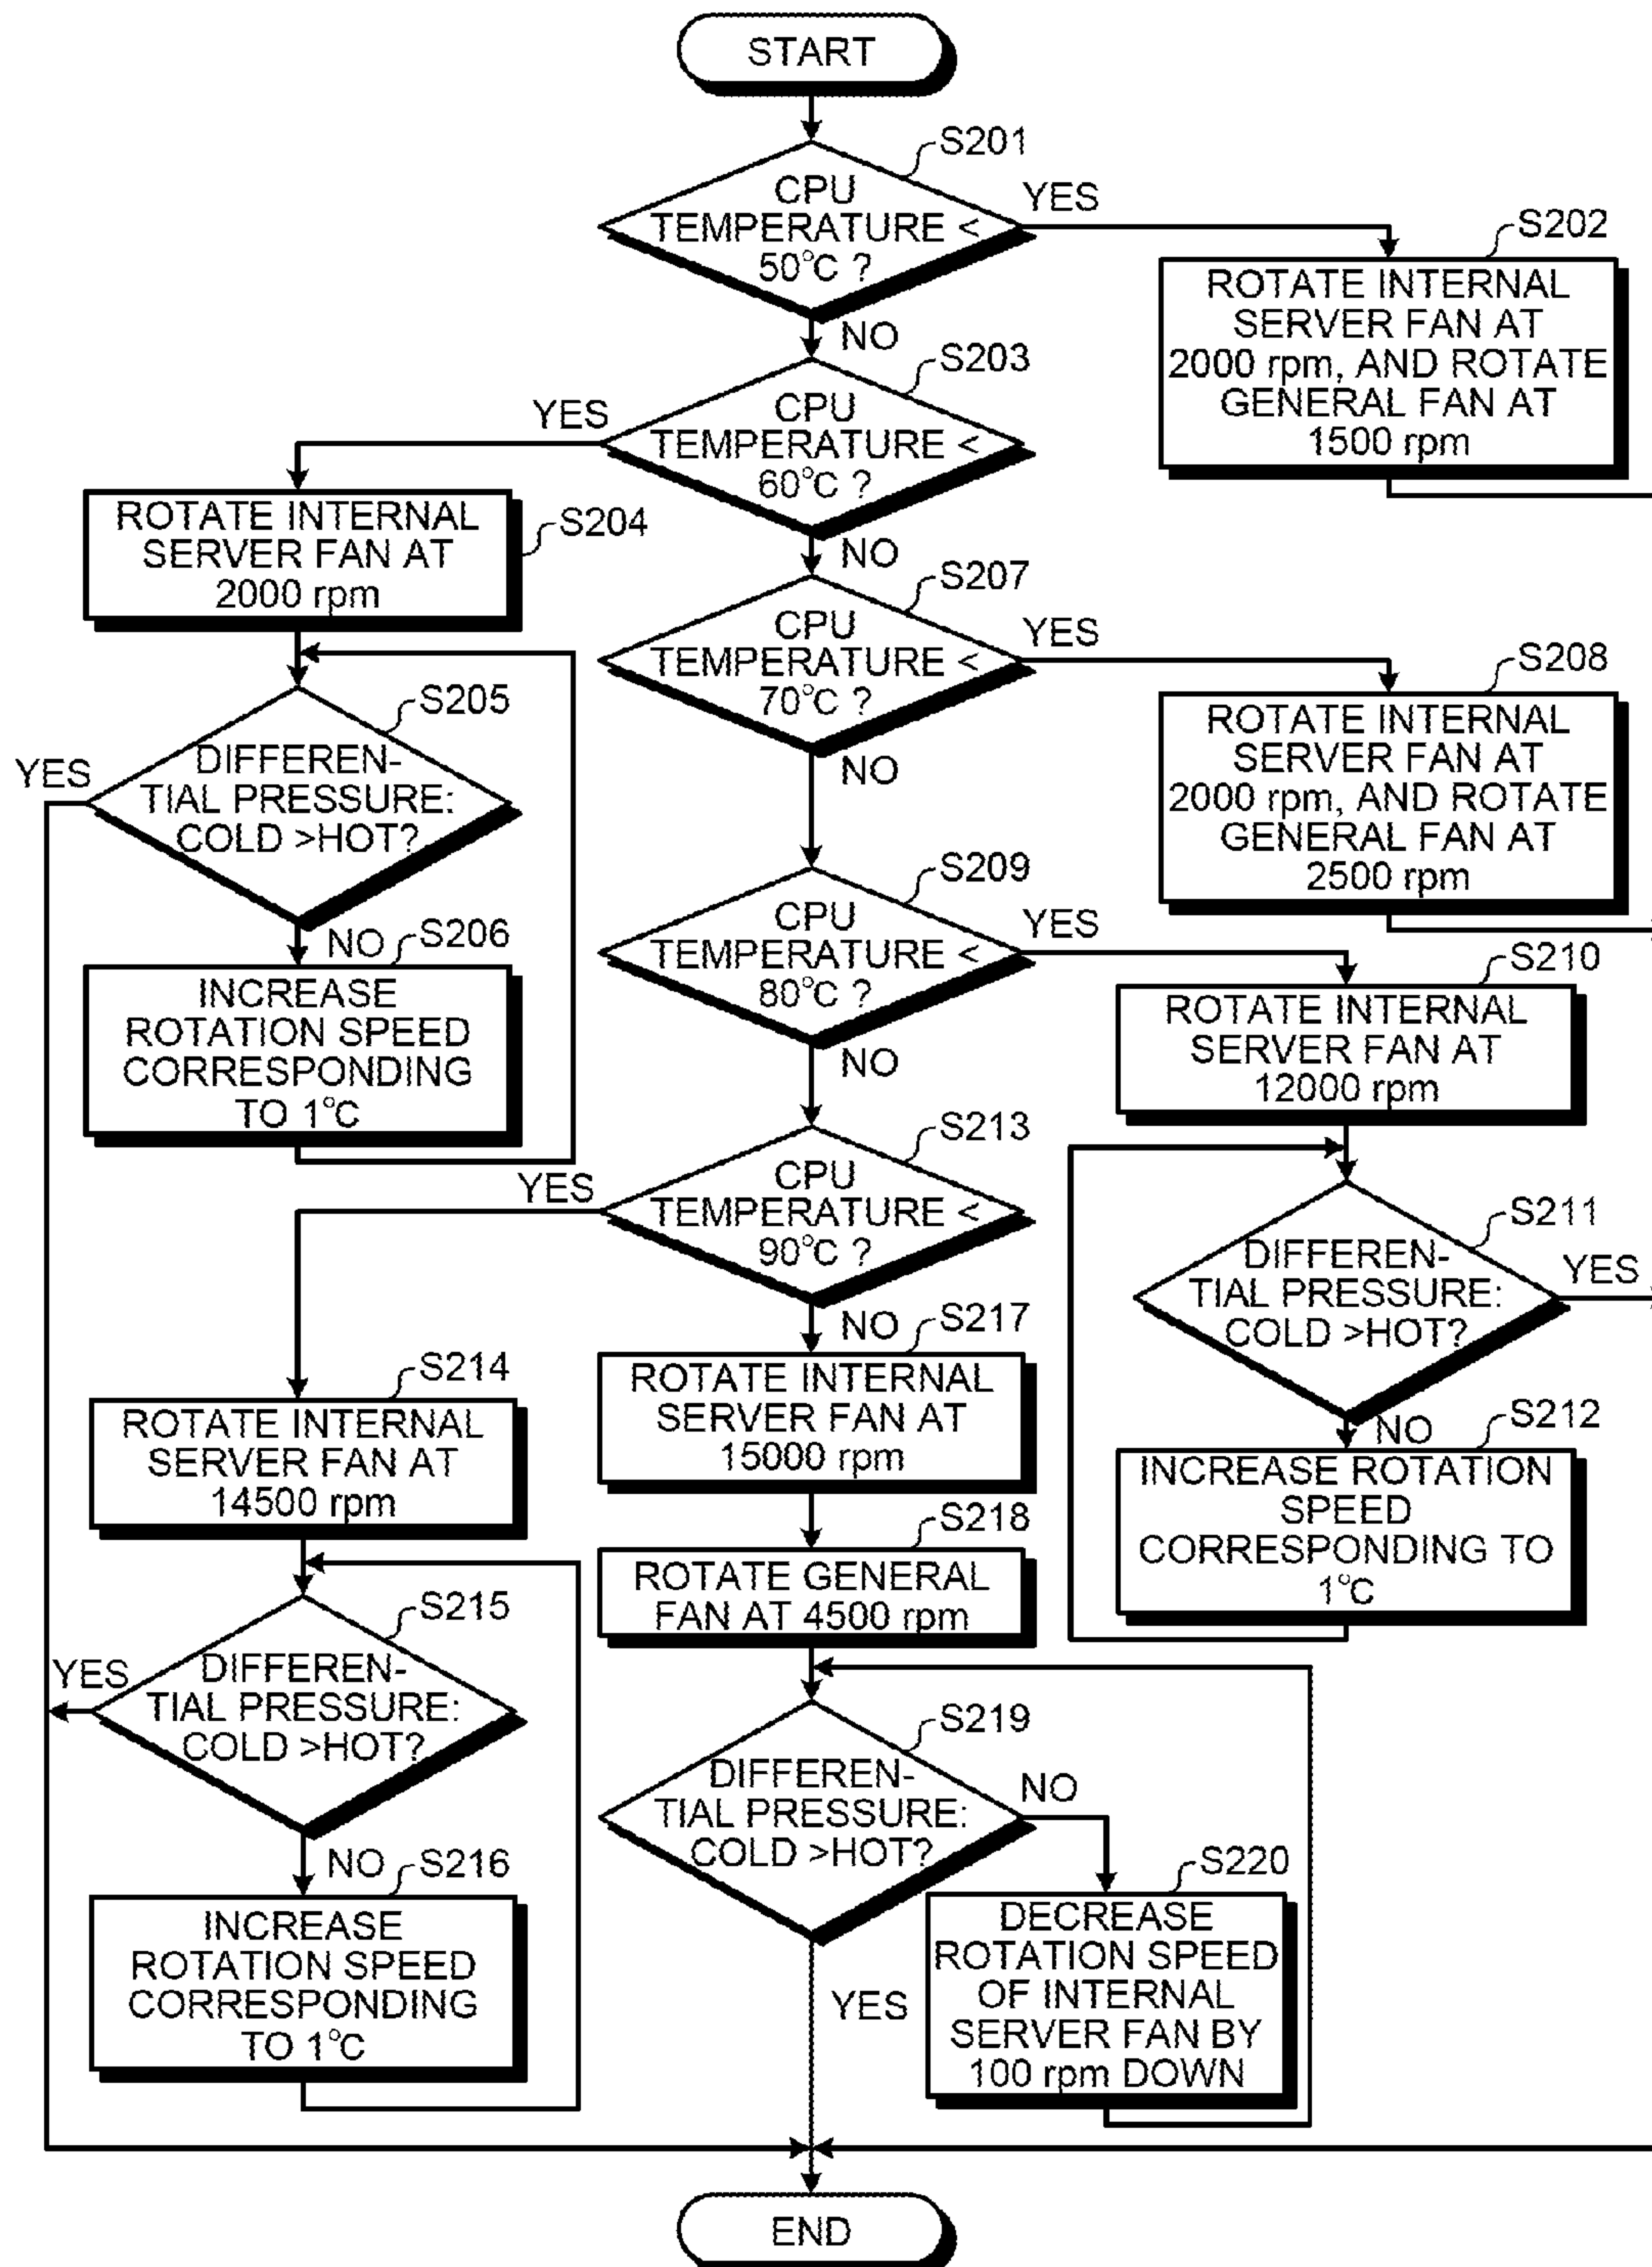 START
S201
CPU
TEMPERATURE <
50°C ?
YES
NO
S202
ROTATE INTERNAL
SERVER FAN AT
2000 rpm, AND ROTATE
GENERAL FAN AT
1500 rpm
S203
CPU
TEMPERATURE <
60°C ?
YES
NO
S204
ROTATE INTERNAL
SERVER FAN AT
2000 rpm
S205
DIFFEREN-
TIAL PRESSURE:
COLD >HOT?
YES
NO
S206
INCREASE
ROTATION SPEED
CORRESPONDING
TO 1°C
S207
CPU
TEMPERATURE <
70°C ?
YES
NO
S208
ROTATE INTERNAL
SERVER FAN AT
2000 rpm, AND ROTATE
GENERAL FAN AT
2500 rpm
S209
CPU
TEMPERATURE <
80°C ?
YES
NO
S210
ROTATE INTERNAL
SERVER FAN AT
12000 rpm
S211
DIFFEREN-
TIAL PRESSURE:
COLD >HOT?
YES
NO
S212
INCREASE ROTATION
SPEED
CORRESPONDING TO
1°C
S213
CPU
TEMPERATURE <
90°C ?
YES
NO
S214
ROTATE INTERNAL
SERVER FAN AT
14500 rpm
S215
DIFFEREN-
TIAL PRESSURE:
COLD >HOT?
YES
NO
S216
INCREASE
ROTATION SPEED
CORRESPONDING
TO 1°C
S217
ROTATE INTERNAL
SERVER FAN AT
15000 rpm
S218
ROTATE GENERAL
FAN AT 4500 rpm
S219
DIFFEREN-
TIAL PRESSURE:
COLD >HOT?
NO
YES
S220
DECREASE
ROTATION SPEED
OF INTERNAL
SERVER FAN BY
100 rpm DOWN
END